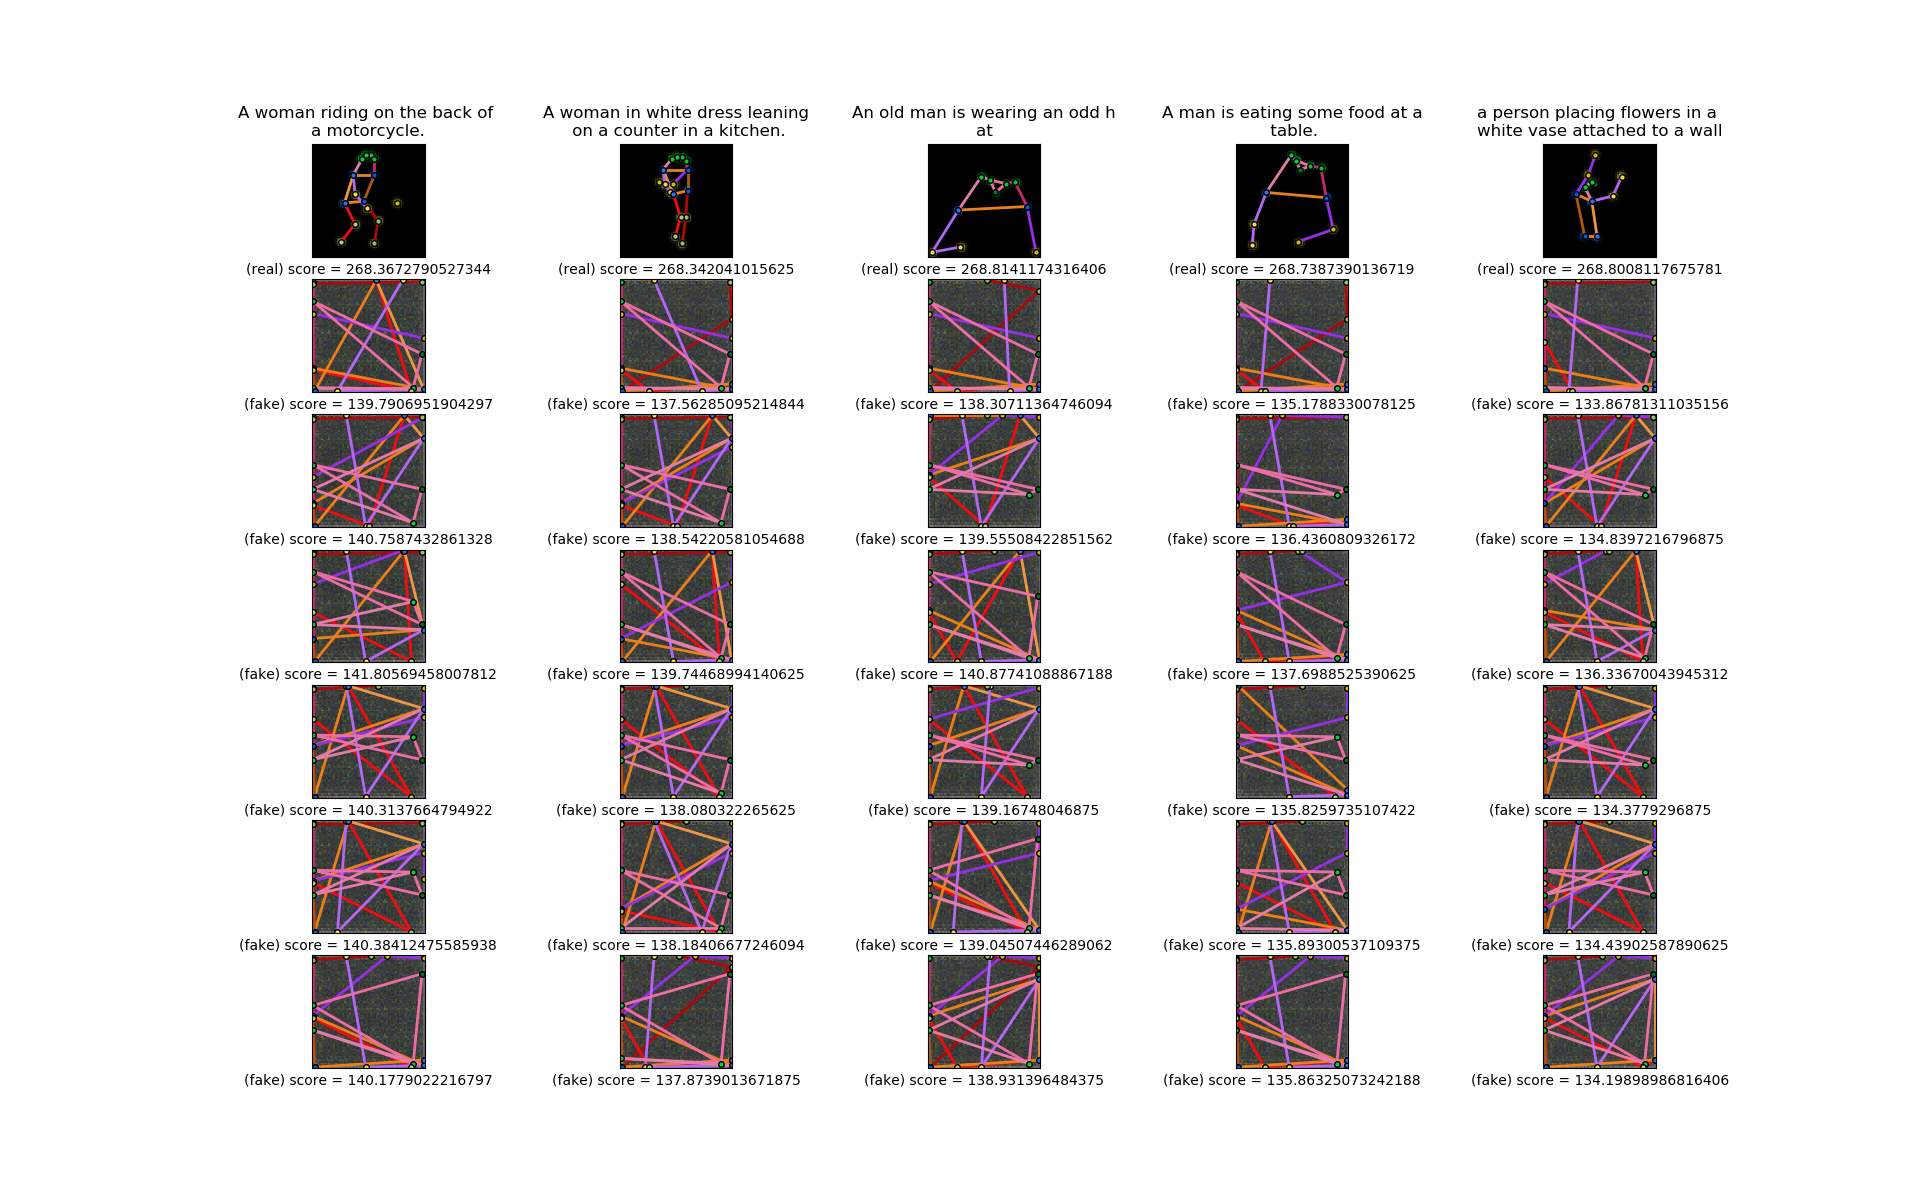 A woman riding on the back of
a motorcycle.
A woman in white dress leaning
on a counter in a kitchen.
An old man is wearing an odd h
at
A man is eating some food at a
table.
a person placing flowers in a
white vase attached to a wall
(real) score = 268.3672790527344
(real) score = 268.342041015625
(real) score = 268.8141174316406
(real) score = 268.7387390136719
(real) score = 268.8008117675781
(fake) score = 139.7906951904297
(fake) score = 137.56285095214844
(fake) score = 138.30711364746094
(fake) score = 135.1788330078125
(fake) score = 133.86781311035156
(fake) score = 140.7587432861328
(fake) score = 138.54220581054688
(fake) score = 139.55508422851562
(fake) score = 136.4360809326172
(fake) score = 134.8397216796875
(fake) score = 141.80569458007812
(fake) score = 139.74468994140625
(fake) score = 140.87741088867188
(fake) score = 137.6988525390625
(fake) score = 136.33670043945312
(fake) score = 140.3137664794922
(fake) score = 138.080322265625
(fake) score = 139.16748046875
(fake) score = 135.8259735107422
(fake) score = 134.3779296875
(fake) score = 140.38412475585938
(fake) score = 138.18406677246094
(fake) score = 139.04507446289062
(fake) score = 135.89300537109375
(fake) score = 134.43902587890625
(fake) score = 140.1779022216797
(fake) score = 137.8739013671875
(fake) score = 138.931396484375
(fake) score = 135.86325073242188
(fake) score = 134.19898986816406